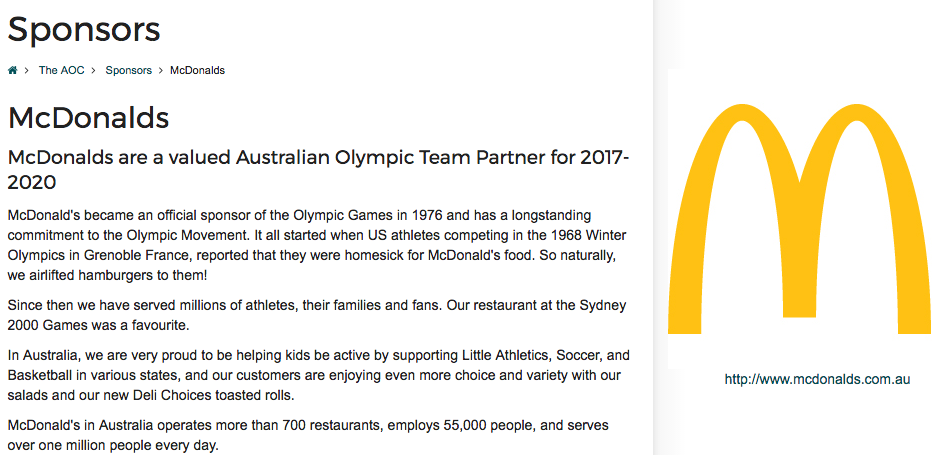 Sponsors
The AOC > Sponsors > McDonalds
McDonalds
McDonalds are a valued Australian Olympic Team Partner for 2017-
2020
McDonald's became an official sponsor of the Olympic Games in 1976 and has a longstanding
commitment to the Olympic Movement. It all started when US athletes competing in the 1968 Winter
Olympics in Grenoble France, reported that they were homesick for McDonald's food. So naturally,
we airlifted hamburgers to them!
Since then we have served millions of athletes, their families and fans. Our restaurant at the Sydney
2000 Games was a favourite.
In Australia, we are very proud to be helping kids be active by supporting Little Athletics, Soccer, and
Basketball in various states, and our customers are enjoying even more choice and variety with our
salads and our new Deli Choices toasted rolls.
McDonald's in Australia operates more than 700 restaurants, employs 55,000 people, and serves
over one million people every day.
http://www.mcdonalds.com.au